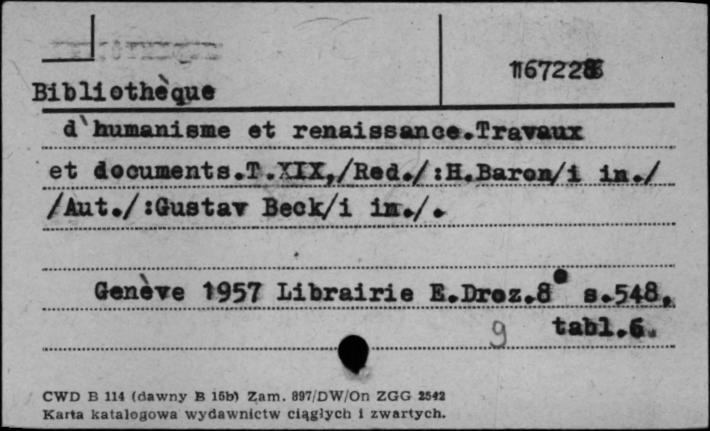 Bibliothèque
d'humanisme et renaissance.Travaux
et documents.T.XIX,/Red./:H.Baron/i in./
/Aut./:Gustav Beck/i in./.
Genève 1957 Librairie E.Droz.8° s.548,
9 tabl.6.
CWD B 114 (dawny B 15b) Zam. 897/DW/On ZGG 2542
Karta katalogowa wydawnictw ciągłych i zwartych.